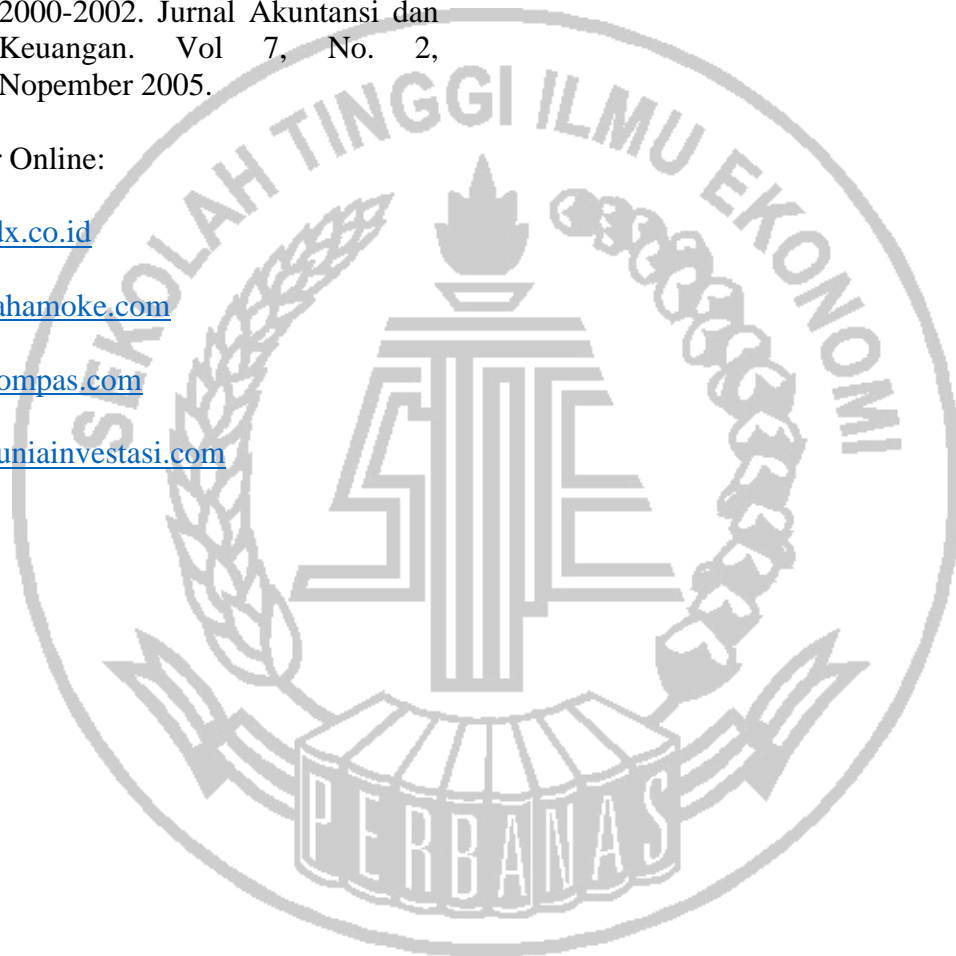 2000-2002. Jurnal Akuntansi dan
Keuangan. Vol 7, No. 2,
Nopember 2005.
Online:
dx.co.id
ahamoke.com
ompas.com
uniainvestasi.com
SEKOLAH TINGGI ILMU EKONOMI
STIE
PERBANAS